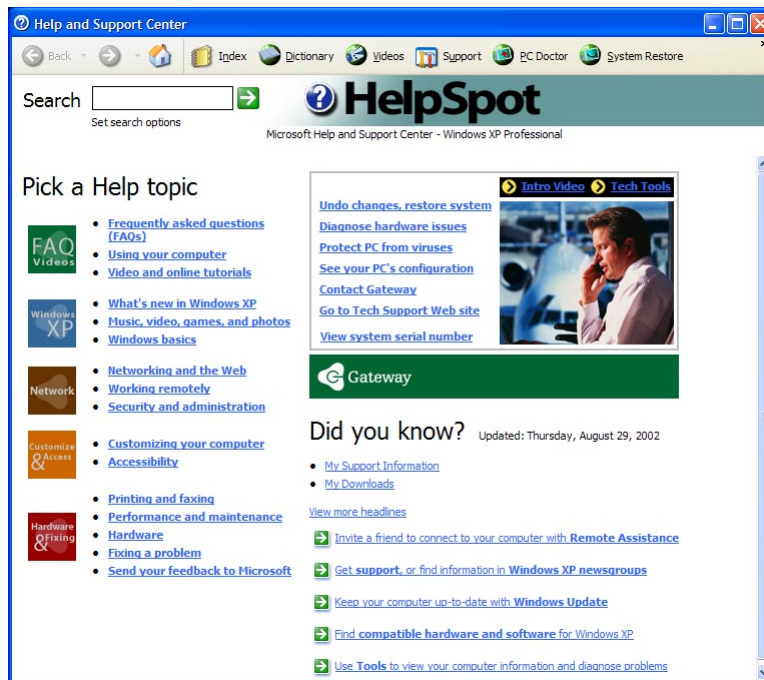 Help and Support Center
Back
Index
Dictionary
Videos
Support
PC Doctor
System Restore
Search
Set search options
HelpSpot
Microsoft Help and Support Center - Windows XP Professional
Pick a Help topic
FAQ
Videos
Frequently asked questions
(FAQs)
Using your computer
Video and online tutorials
Windows
XP
What's new in Windows XP
Music, video, games, and photos
Windows basics
Network
Networking and the Web
Working remotely
Security and administration
Customize
& Access
Customizing your computer
Accessibility
Hardware
& Fixing
Printing and faxing
Performance and maintenance
Hardware
Fixing a problem
Send your feedback to Microsoft
Intro Video
Tech Tools
Undo changes, restore system
Diagnose hardware issues
Protect PC from viruses
See your PC's configuration
Contact Gateway
Go to Tech Support Web site
View system serial number
Gateway
Did you know? Updated: Thursday, August 29, 2002
My Support Information
My Downloads
View more headlines
Invite a friend to connect to your computer with Remote Assistance
Get support, or find information in Windows XP newsgroups
Keep your computer up-to-date with Windows Update
Find compatible hardware and software for Windows XP
Use Tools to view your computer information and diagnose problems